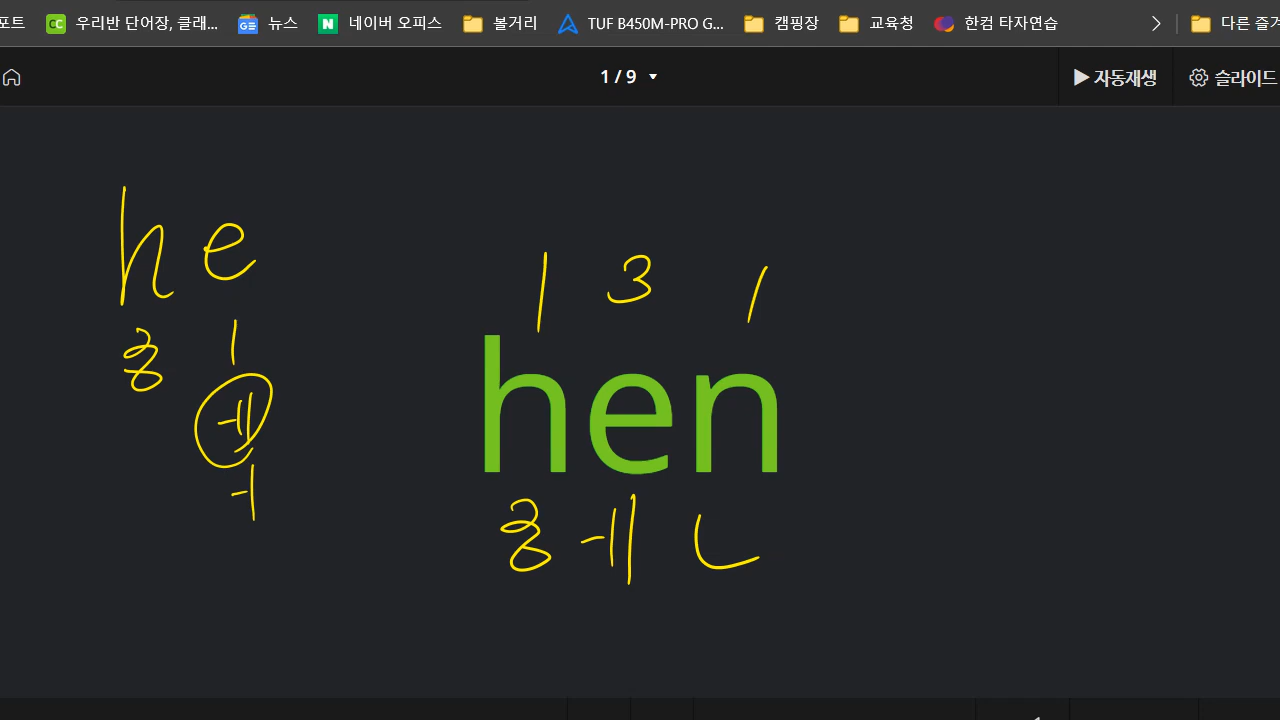 포트 우리반 단어장, 클래... 뉴스 네이버 오피스 볼거리 TUF B450M-PRO G... 캠핑장 교육청 한컴 타자연습 다른 즐겨
1 / 9 자동재생 슬라이드
he
ㅎ 1
ㅔ
ㅓ
1 3 1
hen
ㅎ ㅔ ㄴ